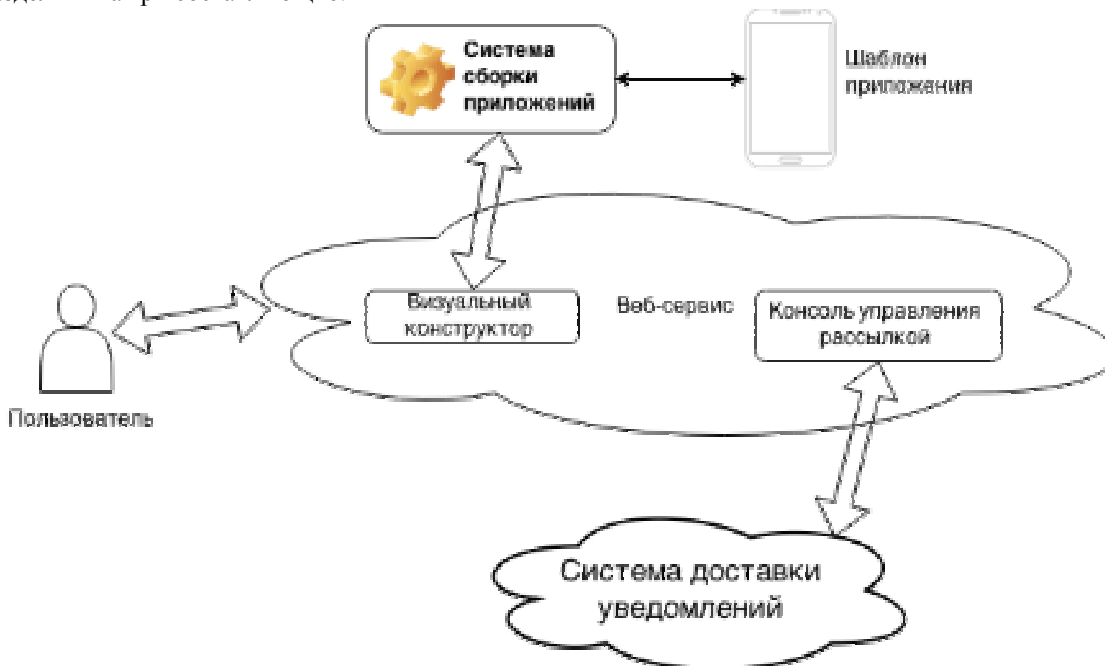 Система
сборки
приложений
Шаблон
приложения
Визуальный
конструктор
Веб-сервис
Консоль управления
рассылкой
Пользователь
Система доставки
уведомлений